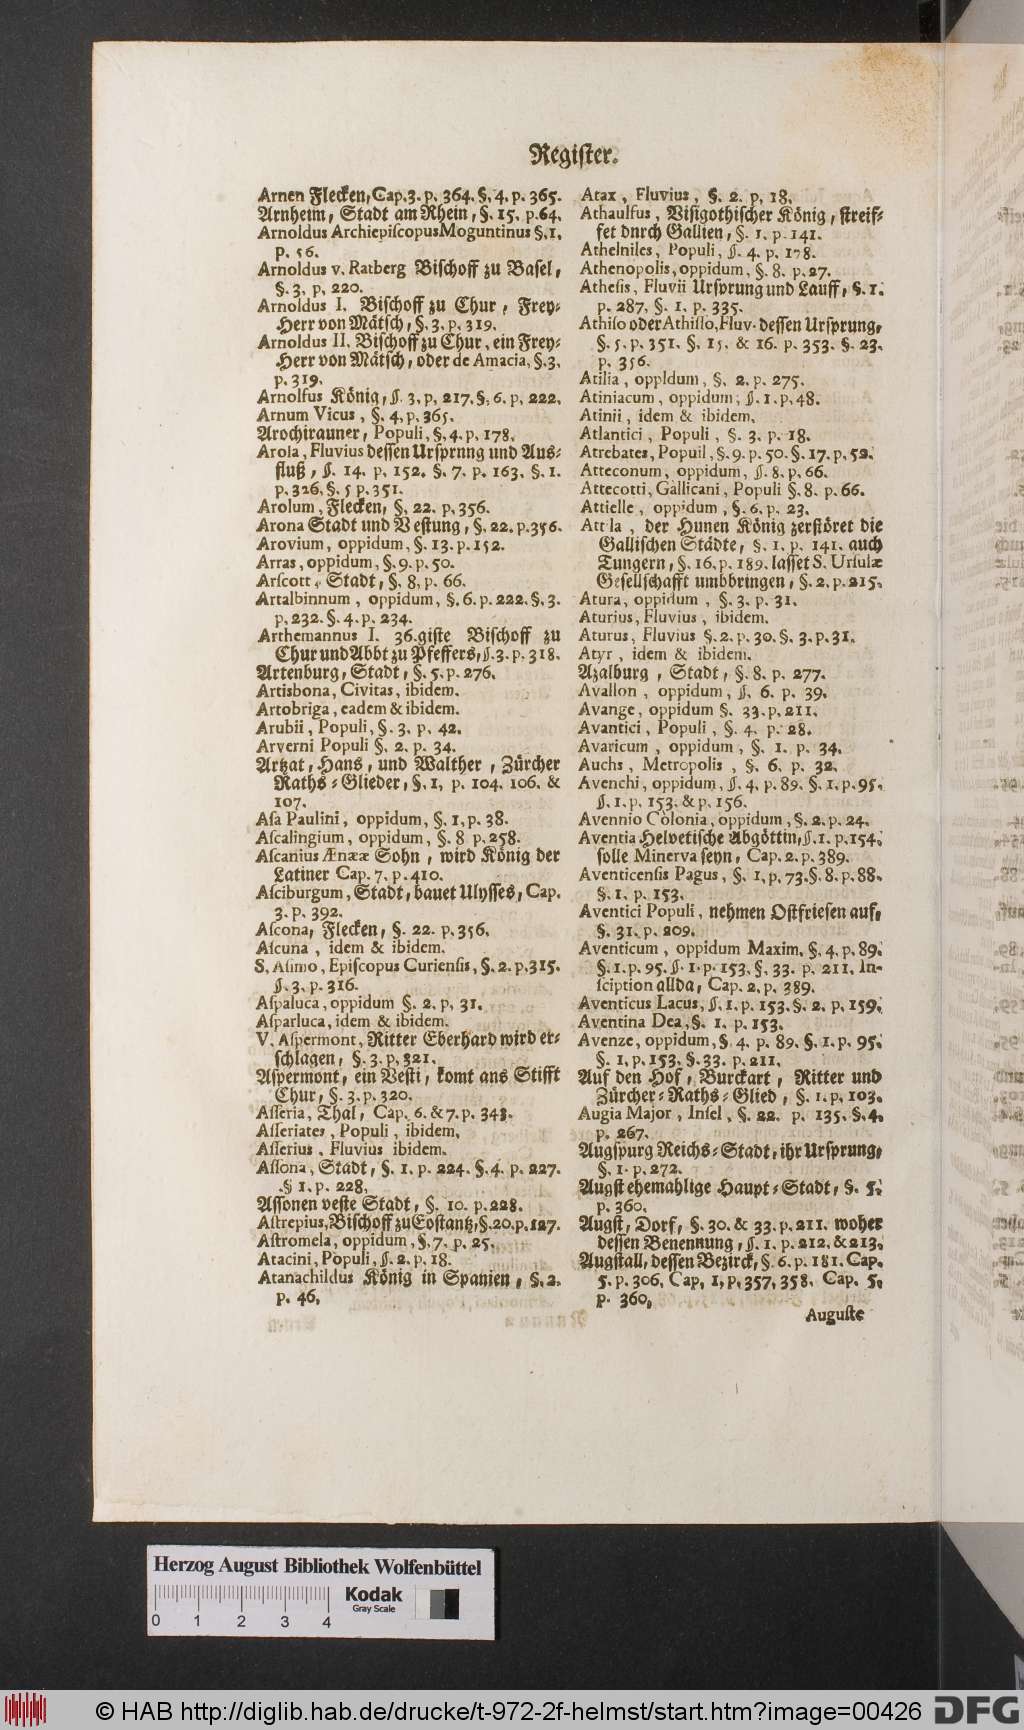 Register.
Arnen Flecken, Cap. 3. p. 364. §. 4. p. 365.
Arnheim, Stadt am Rhein, §. 15. p. 64.
Arnoldus Archiepiſcopus Moguntinus §. 1.
p. 56.
Arnoldus v. Ratberg Biſchoff zu Baſel,
§. 3. p. 220.
Arnoldus I. Biſchoff zu Chur, Frey-
Herr von Mätſch, §. 3. p. 319.
Arnoldus II. Biſchoff zu Chur, ein Frey-
Herr von Mätſch, oder de Amacia, §. 3.
p. 319.
Arnolfus König, §. 3. p. 217. §. 6. p. 222.
Arnum Vicus, §. 4. p. 365.
Arochirauner, Populi, §. 4. p. 178.
Arola, Fluvius deſſen Urſprnng und Aus-
fluß, §. 14. p. 152. §. 7. p. 163. §. 1.
p. 326. §. 5 p. 351.
Arolum, Flecken, §. 22. p. 356.
Arona Stadt und Veſtung, §. 22. p. 356.
Arovium, oppidum, §. 13. p. 152.
Arras, oppidum, §. 9. p. 50.
Arſcott, Stadt, §. 8. p. 66.
Artalbinnum, oppidum, §. 6. p. 222. §. 3.
p. 232. §. 4. p. 234.
Arthemannus I. 36.giſte Biſchoff zu
Chur und Abbt zu Pfeffers, §. 3. p. 318.
Artenburg, Stadt, §. 5. p. 276.
Artisbona, Civitas, ibidem.
Artobriga, eadem & ibidem.
Arubii, Populi, §. 3. p. 42.
Arverni Populi §. 2. p. 34.
Artzat, Hans, und Walther, Zürcher
Raths-Glieder, §. 1. p. 104. 106. &
107.
Aſa Paulini, oppidum, §. 1. p. 38.
Aſcalingium, oppidum, §. 8 p. 258.
Aſcanius Ænææ Sohn, wird König der
Latiner Cap. 7. p. 410.
Aſciburgum, Stadt, bauet Ulyſſes, Cap.
3. p. 392.
Aſcona, Flecken, §. 22. p. 356.
Aſcuna, idem & ibidem.
S. Aſimo, Epiſcopus Curienſis, §. 2. p. 315.
§. 3. p. 316.
Aſpaluca, oppidum §. 2. p. 31.
Aſparluca, idem & ibidem.
V. Aſpermont, Ritter Eberhard wird er-
ſchlagen, §. 3. p. 321.
Aſpermont, ein Veſti, komt ans Stifft
Chur, §. 3. p. 320.
Aſſeria, Thal, Cap. 6. & 7. p. 343.
Aſſeriates, Populi, ibidem.
Aſſerius, Fluvius ibidem.
Aſſona, Stadt, §. 1. p. 224. §. 4. p. 227.
§ 1. p. 228.
Aſſonen veſte Stadt, §. 10. p. 228.
Aſtrepius, Biſchoff zu Coſtantz, §. 20. p. 127.
Aſtromela, oppidum, §. 7. p. 25.
Atacini, Populi, §. 2. p. 18.
Atanachildus König in Spanien, §. 2.
p. 46.
Atax, Fluvius, §. 2. p. 18.
Athaulfus, Viſigothiſcher König, ſtreif-
fet dnrch Gallien, §. 1. p. 141.
Athelniles, Populi, §. 4. p. 178.
Athenopolis, oppidum, §. 8. p. 27.
Atheſis, Fluvii Urſprung und Lauff, §. 1.
p. 287. §. 1. p. 335.
Athiſo oder Athiſſo, Fluv. deſſen Urſprung,
§. 5. p. 351. §. 15. & 16. p. 353. §. 23.
p. 356.
Atilia, oppldum, §. 2. p. 275.
Atiniacum, oppidum, §. 1. p. 48.
Atinii, idem & ibidem.
Atlantici, Populi, §. 3. p. 18.
Atrebates, Popuil, §. 9. p. 50. §. 17. p. 52.
Atteconum, oppidum, §. 8. p. 66.
Attecotti, Gallicani, Populi §. 8. p. 66.
Attielle, oppidum, §. 6. p. 23.
Attila, der Hunen König zerſtöret die
Galliſchen Städte, §. 1. p. 141. auch
Tungern, §. 16. p. 189. laſſet S. Urſulæ
Geſellſchafft umbbringen, §. 2. p. 215.
Atura, oppidum, §. 3. p. 31.
Aturius, Fluvius, ibidem.
Aturus, Fluvius §. 2. p. 30. §. 3. p. 31.
Atyr, idem & ibidem.
Azalburg, Stadt, §. 8. p. 277.
Avallon, oppidum, §. 6. p. 39.
Avange, oppidum §. 33. p. 211.
Avantici, Populi, §. 4. p. 28.
Avaricum, oppidum, §. 1. p. 34.
Auchs, Metropolis, §. 6. p. 32.
Avenchi, oppidum, §. 4. p. 89. §. 1. p. 95.
§. 1. p. 153. & p. 156.
Avennio Colonia, oppidum, §. 2. p. 24.
Aventia Helvetiſche Abgöttin, §. 1. p. 154.
ſolle Minerva ſeyn, Cap. 2. p. 389.
Aventicenſis Pagus, §. 1. p. 73. §. 8. p. 88.
§. 1. p. 153.
Aventici Populi, nehmen Oſtfrieſen auf,
§. 31. p. 209.
Aventicum, oppidum Maxim. §. 4. p. 89.
§. 1. p. 95. §. 1. p. 153. §. 33. p. 211. In-
ſcription allda, Cap. 2. p. 389.
Aventicus Lacus, §. 1. p. 153. §. 2. p. 159.
Aventina Dea, §. 1. p. 153.
Avenze, oppidum, §. 4. p. 89. §. 1. p. 95.
§. 1. p. 153. §. 33. p. 211.
Auf den Hof, Burckart, Ritter und
Zürcher-Raths-Glied, §. 1. p. 103.
Augia Major, Inſel, §. 22. p. 135. §. 4.
p. 267.
Augſpurg Reichs-Stadt, ihr Urſprung,
§. 1. p. 272.
Augſt ehemahlige Haupt-Stadt, §. 5.
p. 360.
Augſt, Dorf, §. 30. & 33. p. 211. woher
deſſen Benennung, §. 1. p. 212. & 213.
Augſtall, deſſen Bezirck, §. 6. p. 181. Cap.
5. p. 306. Cap. 1. p. 357. 358. Cap. 5.
p. 360.
Auguſte
Herzog August Bibliothek Wolfenbüttel
Kodak
Gray Scale
0 1 2 3 4
© HAB http://diglib.hab.de/drucke/t-972-2f-helmst/start.htm?image=00426
DFG